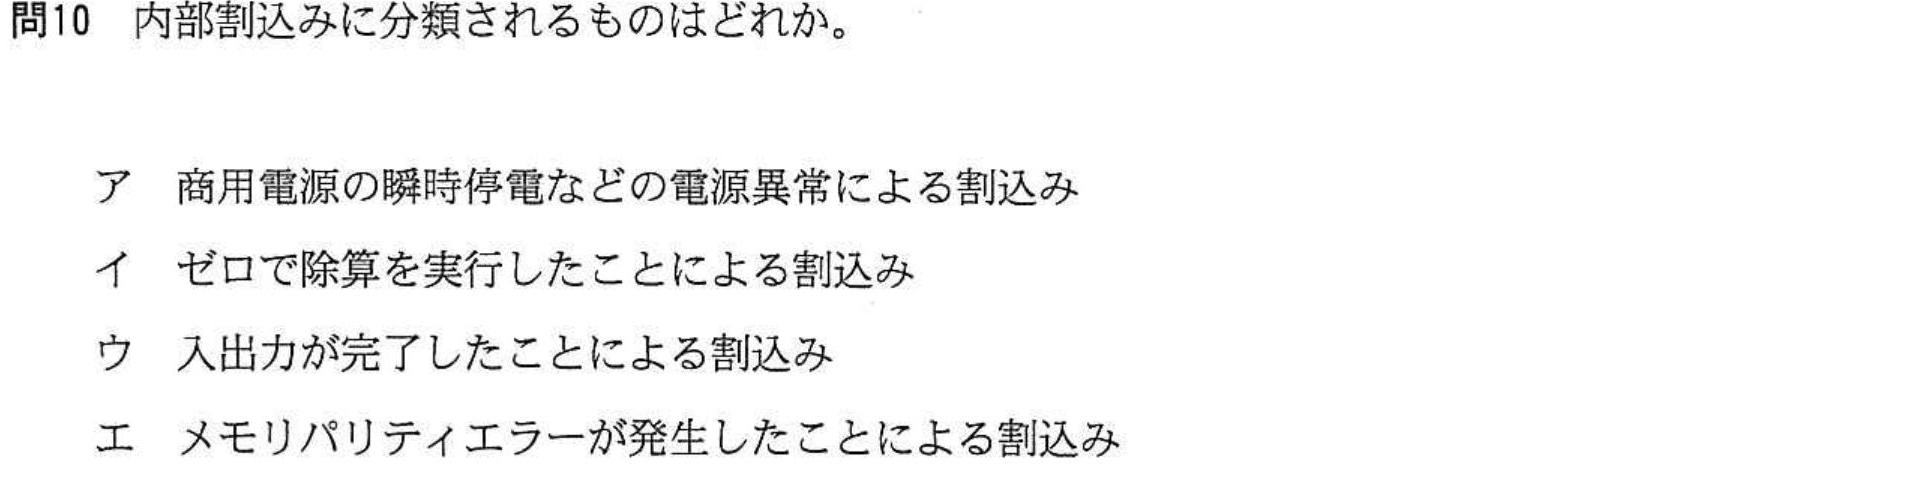 問10　内部割込みに分類されるものはどれか。
ア　商用電源の瞬時停電などの電源異常による割込み
イ　ゼロで除算を実行したことによる割込み
ウ　入出力が完了したことによる割込み
エ　メモリパリティエラーが発生したことによる割込み